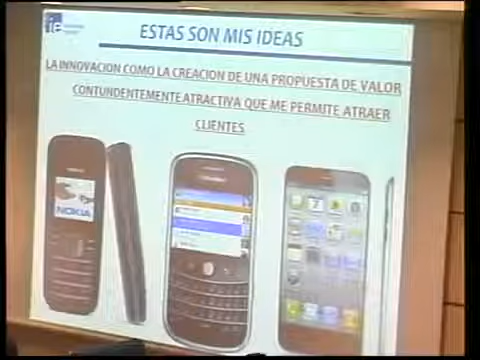 ie
ESTAS SON MIS IDEAS
LA INNOVACION COMO LA CREACION DE UNA PROPUESTA DE VALOR
CONTUNDENTEMENTE ATRACTIVA QUE ME PERMITE ATRAER
CLIENTES
NOKIA